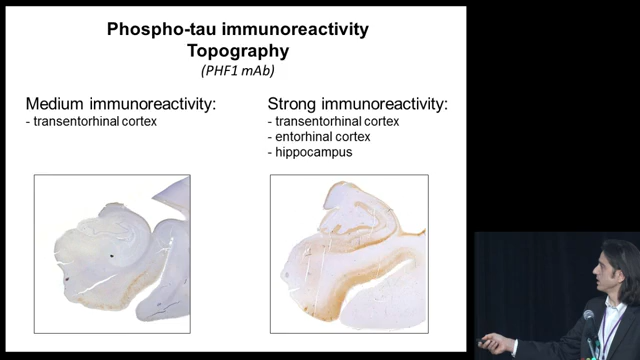 Phospho-tau immunoreactivity
Topography
(PHF1 mAb)
Medium immunoreactivity:
- transentorhinal cortex
Strong immunoreactivity:
- transentorhinal cortex
- entorhinal cortex
- hippocampus